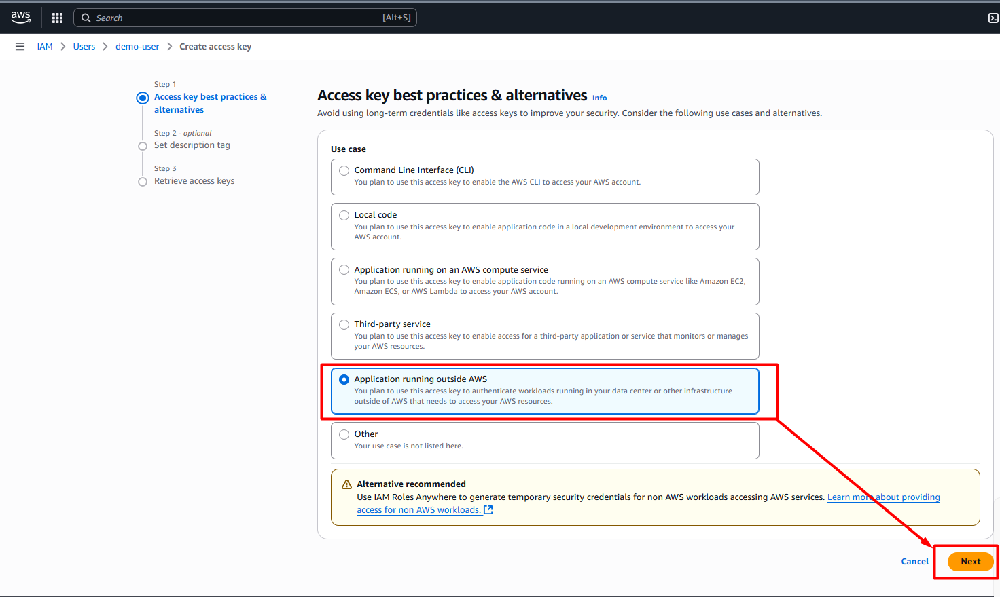 aws
Search [Alt+S]
IAM > Users > demo-user > Create access key
Step 1
Access key best practices &
alternatives
Step 2 - optional
Set description tag
Step 3
Retrieve access keys
Access key best practices & alternatives Info
Avoid using long-term credentials like access keys to improve your security. Consider the following use cases and alternatives.
Use case
Command Line Interface (CLI)
You plan to use this access key to enable the AWS CLI to access your AWS account.
Local code
You plan to use this access key to enable application code in a local development environment to access your
AWS account.
Application running on an AWS compute service
You plan to use this access key to enable application code running on an AWS compute service like Amazon EC2,
Amazon ECS, or AWS Lambda to access your AWS account.
Third-party service
You plan to use this access key to enable access for a third-party application or service that monitors or manages
your AWS resources.
Application running outside AWS
You plan to use this access key to authenticate workloads running in your data center or other infrastructure
outside of AWS that needs to access your AWS resources.
Other
Your use case is not listed here.
Alternative recommended
Use IAM Roles Anywhere to generate temporary security credentials for non AWS workloads accessing AWS services. Learn more about providing
access for non AWS workloads.
Cancel Next